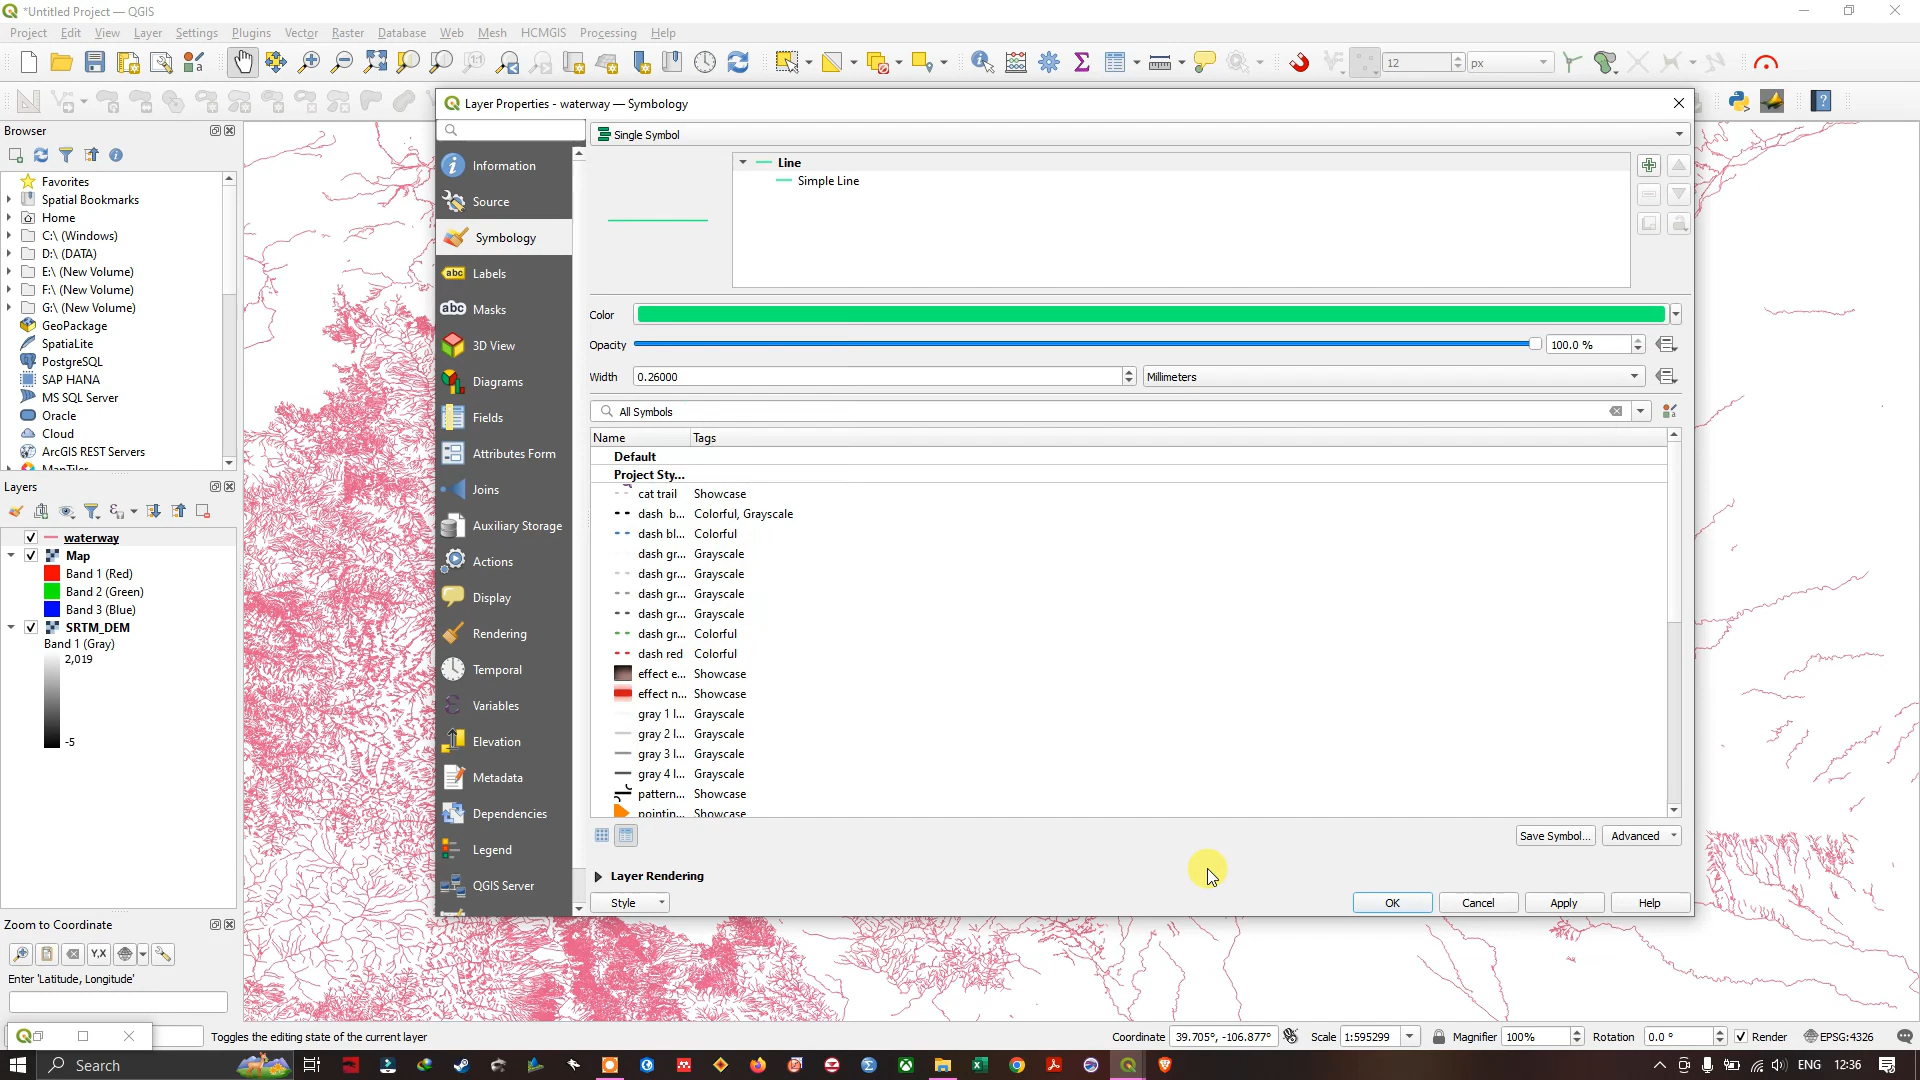 *Untitled Project — QGIS
Project Edit View Layer Settings Plugins Vector Raster Database Web Mesh HCMGIS Processing Help
12 px
Browser
Favorites
Spatial Bookmarks
Home
C:\ (Windows)
D:\ (DATA)
E:\ (New Volume)
F:\ (New Volume)
G:\ (New Volume)
GeoPackage
SpatiaLite
PostgreSQL
SAP HANA
MS SQL Server
Oracle
Cloud
ArcGIS REST Servers
Layers
waterway
Map
Band 1 (Red)
Band 2 (Green)
Band 3 (Blue)
SRTM_DEM
Band 1 (Gray)
2,019
-5
Zoom to Coordinate
Y,X
Enter 'Latitude, Longitude'
Layer Properties - waterway — Symbology
Information
Source
Symbology
abc Labels
abc Masks
3D View
Diagrams
Fields
Attributes Form
Joins
Auxiliary Storage
Actions
Display
Rendering
Temporal
Variables
Elevation
Metadata
Dependencies
Legend
QGIS Server
Single Symbol
Line
Simple Line
Color
Opacity 100.0 %
Width 0.26000 Millimeters
All Symbols
Name Tags
Default
Project Sty...
cat trail Showcase
dash b... Colorful, Grayscale
dash bl... Colorful
dash gr... Grayscale
dash gr... Grayscale
dash gr... Grayscale
dash gr... Grayscale
dash gr... Colorful
dash red Colorful
effect e... Showcase
effect n... Showcase
gray 1 l... Grayscale
gray 2 l... Grayscale
gray 3 l... Grayscale
gray 4 l... Grayscale
pattern... Showcase
pointin... Showcase
Save Symbol... Advanced
Layer Rendering
Style OK Cancel Apply Help
Toggles the editing state of the current layer Coordinate 39.705°, -106.877° Scale 1:595299 Magnifier 100% Rotation 0.0 ° Render EPSG:4326
Search ENG 12:36